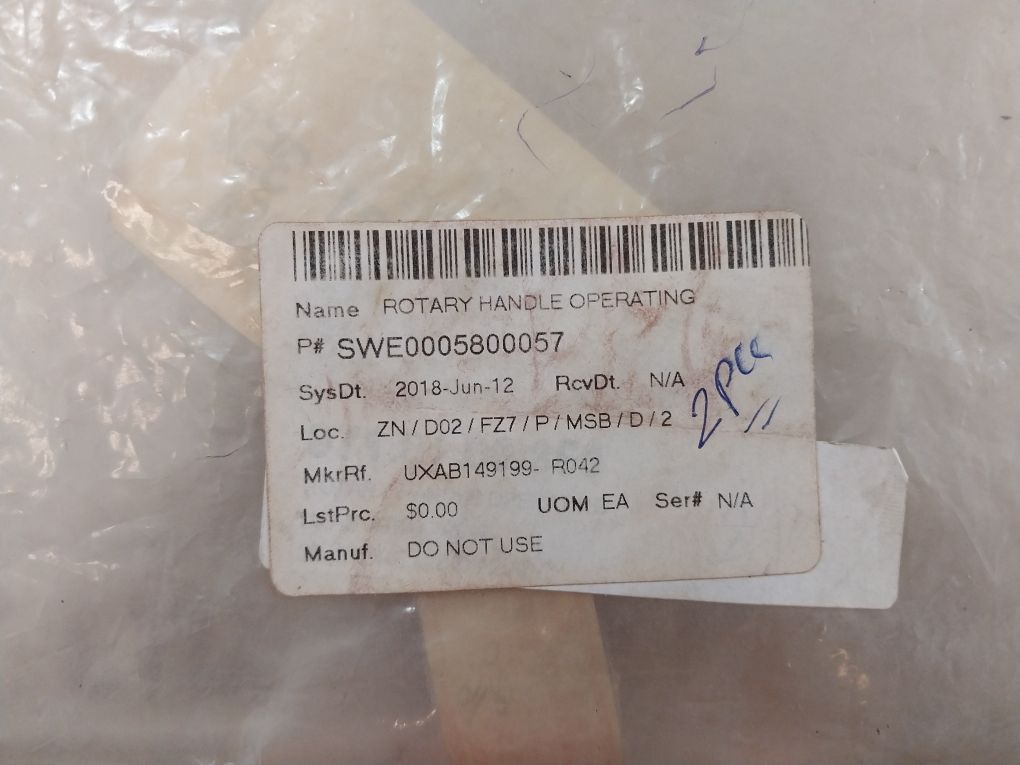 Name ROTARY HANDLE OPERATING
P# SWE0005800057
SysDt. 2018-Jun-12 RcvDt. N/A
Loc. ZN / D02 / FZ7 / P / MSB / D / 2
MkrRf. UXAB149199- R042
LstPrc. $0.00 UOM EA Ser# N/A
Manuf. DO NOT USE